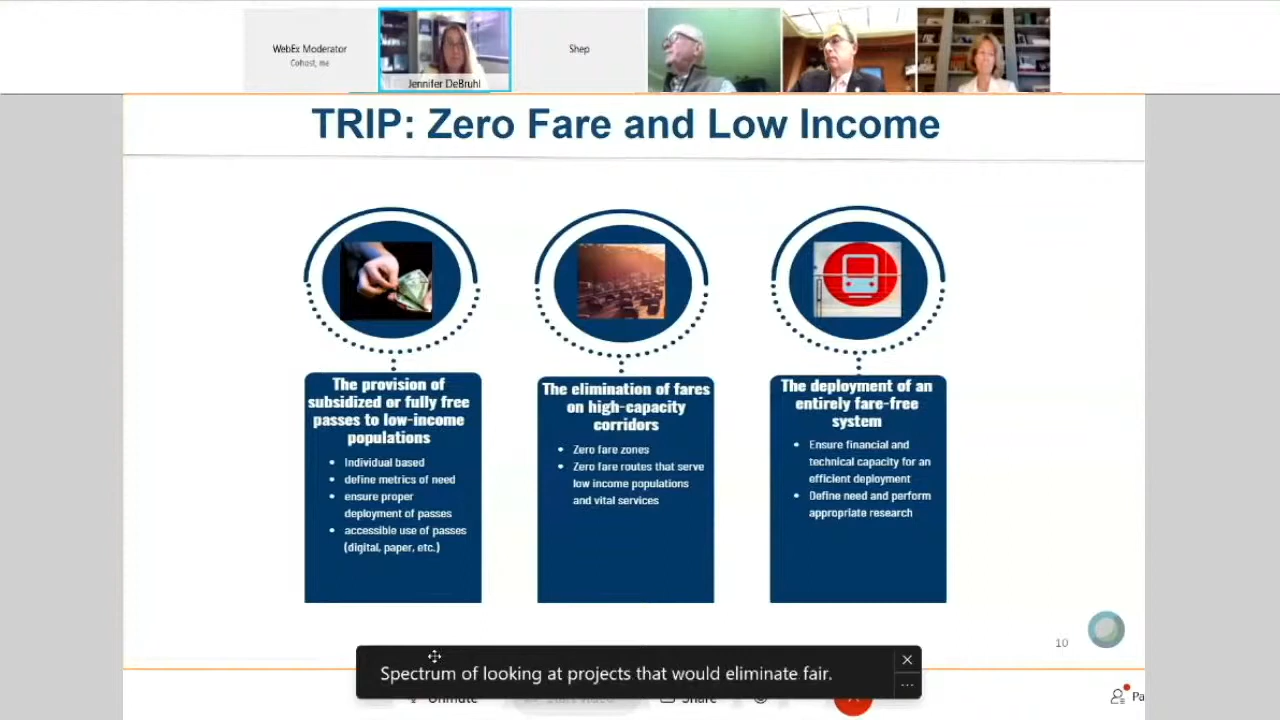 WebEx Moderator
Cohost, me
Jennifer DeBruhl
Shep
TRIP: Zero Fare and Low Income
The provision of
subsidized or fully free
passes to low-income
populations
• Individual based
• define metrics of need
• ensure proper
deployment of passes
• accessible use of passes
(digital, paper, etc.)
The elimination of fares
on high-capacity
corridors
• Zero fare zones
• Zero fare routes that serve
low income populations
and vital services
The deployment of an
entirely fare-free
system
• Ensure financial and
technical capacity for an
efficient deployment
• Define need and perform
appropriate research
10
Spectrum of looking at projects that would eliminate fair.
Unmute
Share
Pa